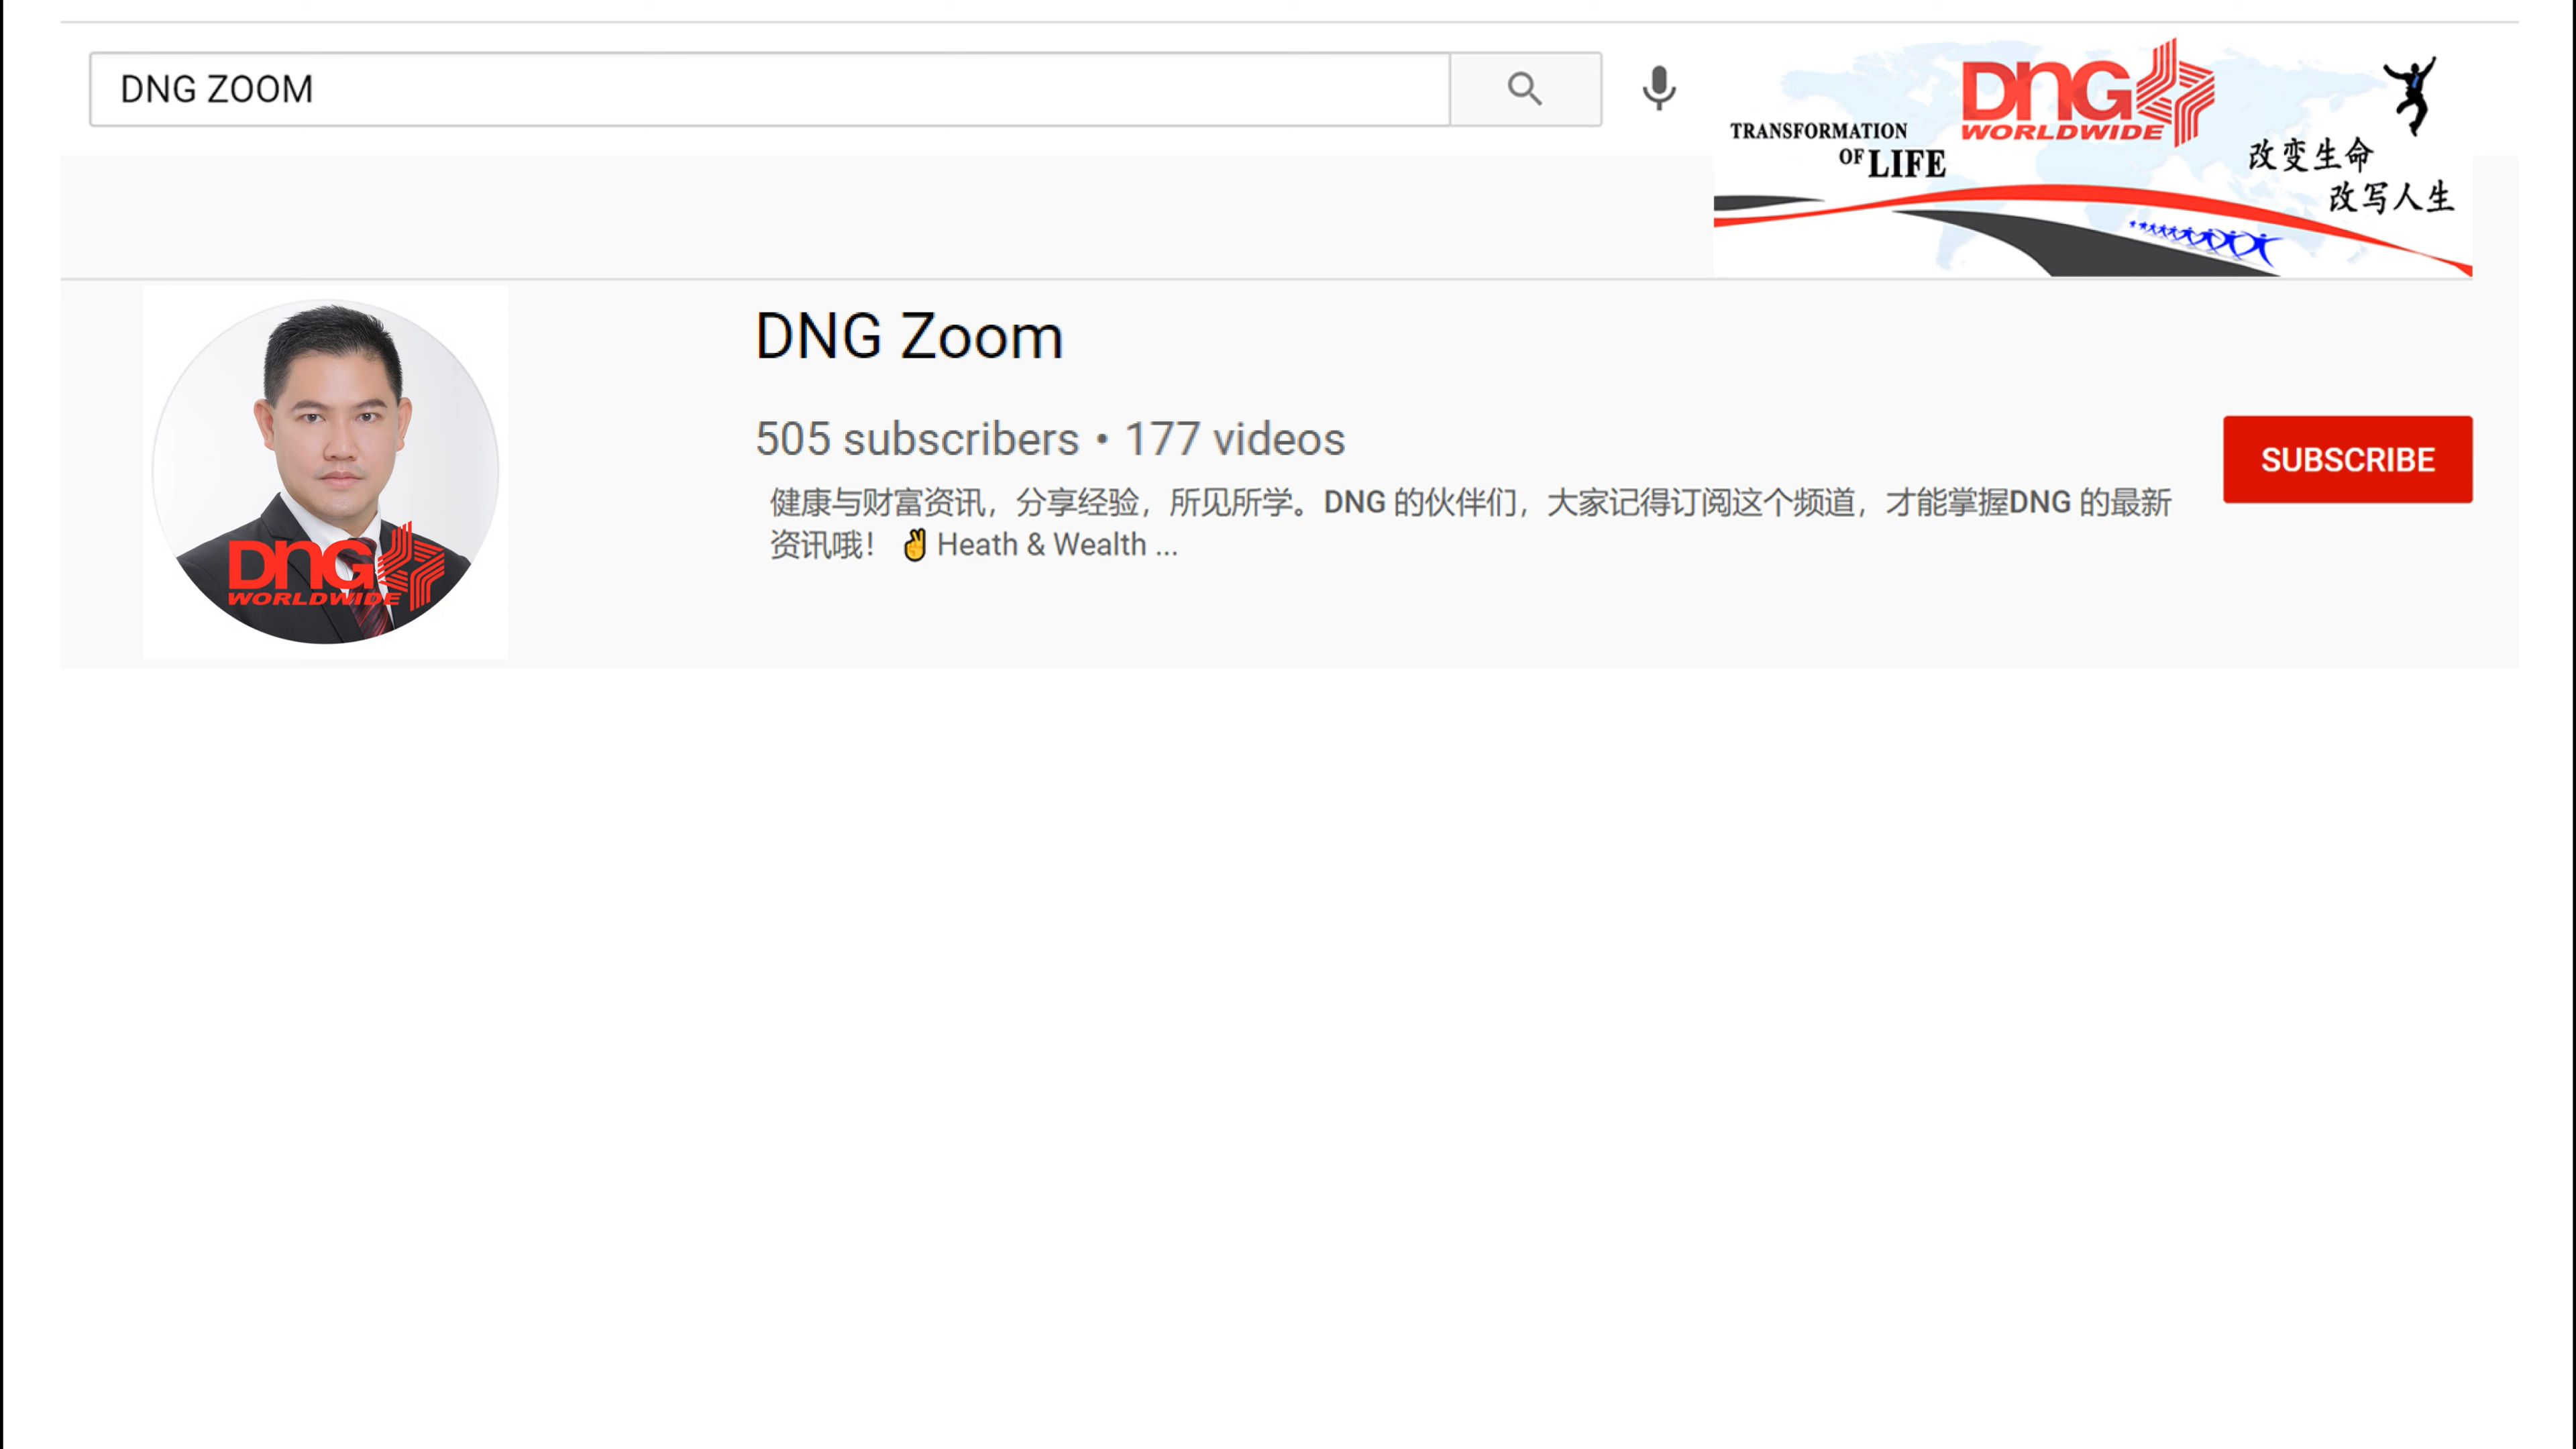 DNG ZOOM
DNG
WORLDWIDE
TRANSFORMATION
OF LIFE
改变生命
改写人生
DNG Zoom
505 subscribers • 177 videos
SUBSCRIBE
健康与财富资讯，分享经验，所见所学。DNG 的伙伴们，大家记得订阅这个频道，才能掌握DNG 的最新
资讯哦！ ✌ Heath & Wealth ...
DNG
WORLDWIDE